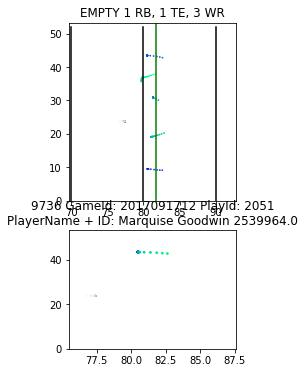 EMPTY 1 RB, 1 TE, 3 WR
50
40
30
20
10
0
70 75 80 85 90
9736 GameId: 2017091712 PlayId: 2051
PlayerName + ID: Marquise Goodwin 2539964.0
40
20
0
77.5 80.0 82.5 85.0 87.5